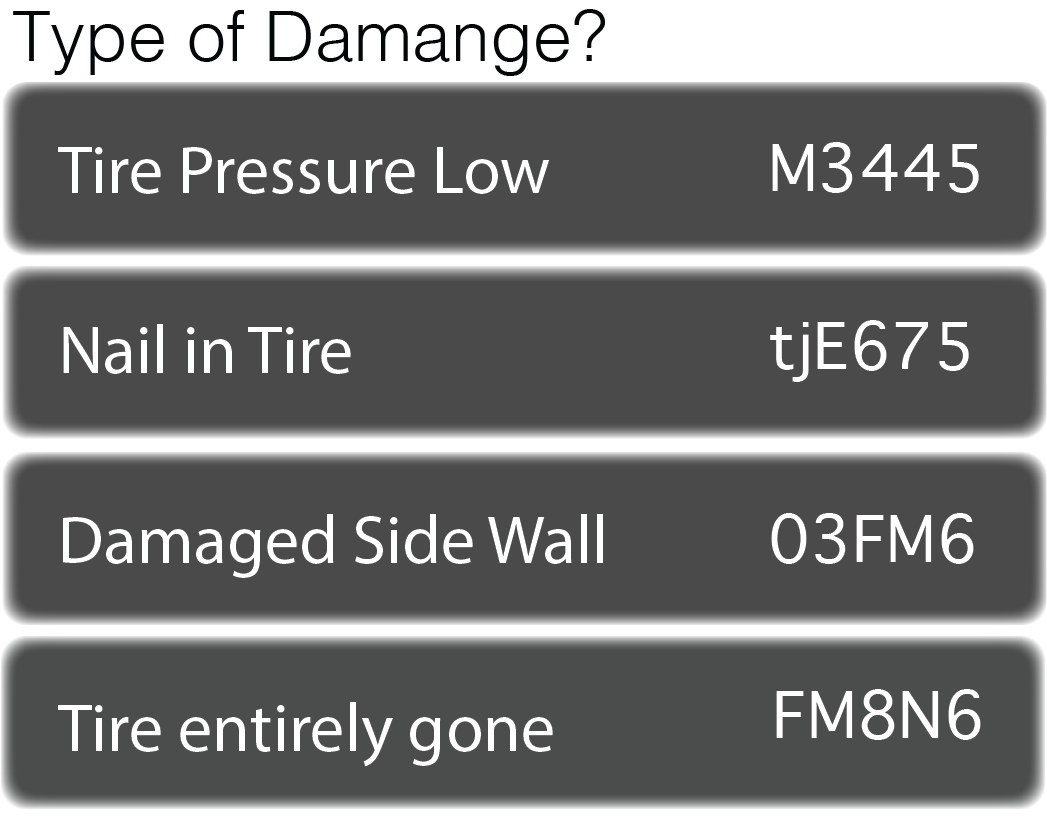 Type of Damange?
Tire Pressure Low M3445
Nail in Tire tjE675
Damaged Side Wall 03FM6
Tire entirely gone FM8N6